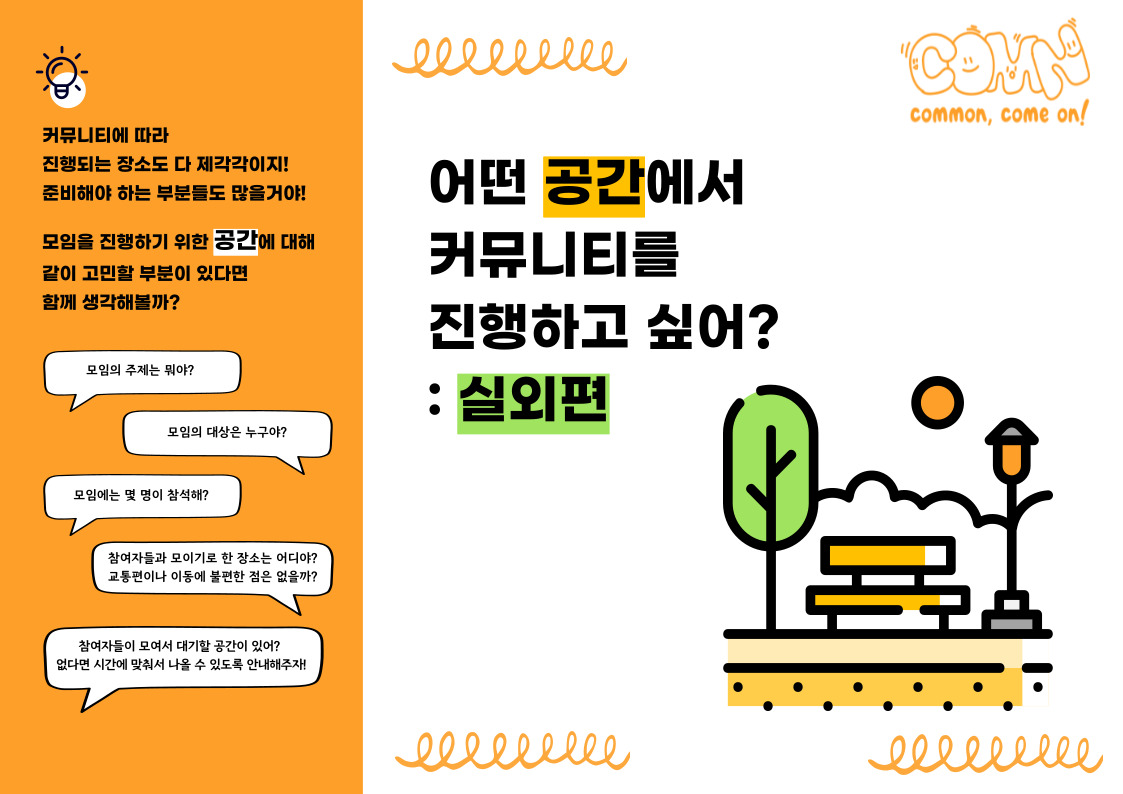 커뮤니티에 따라
진행되는 장소도 다 제각각이지!
준비해야 하는 부분들도 많을거야!
모임을 진행하기 위한 공간에 대해
같이 고민할 부분이 있다면
함께 생각해볼까?
모임의 주제는 뭐야?
모임의 대상은 누구야?
모임에는 몇 명이 참석해?
참여자들과 모이기로 한 장소는 어디야?
교통편이나 이동에 불편한 점은 없을까?
참여자들이 모여서 대기할 공간이 있어?
없다면 시간에 맞춰서 나올 수 있도록 안내해주자!
COMN
common, come on!
어떤 공간에서
커뮤니티를
진행하고 싶어?
: 실외편